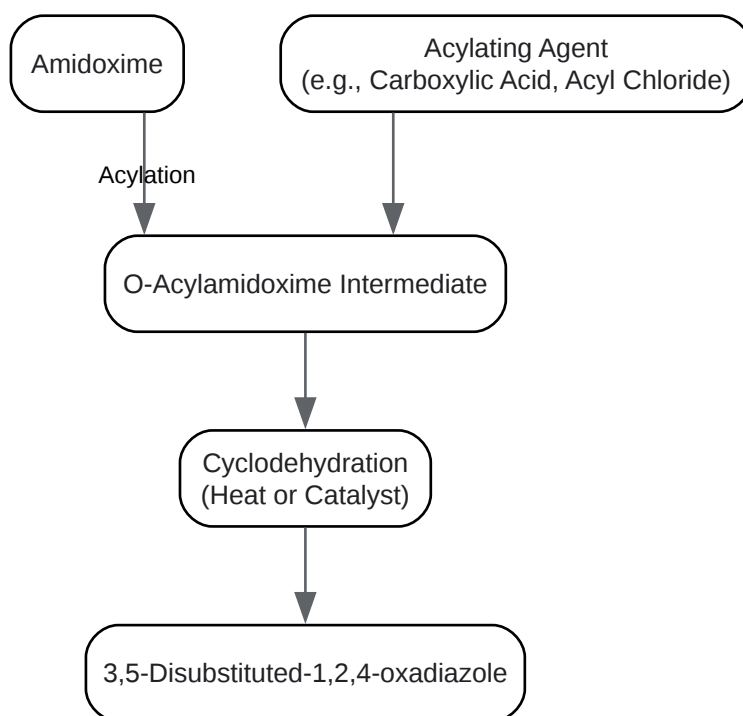 Amidoxime
Acylating Agent
(e.g., Carboxylic Acid, Acyl Chloride)
Acylation
O-Acylamidoxime Intermediate
Cyclodehydration
(Heat or Catalyst)
3,5-Disubstituted-1,2,4-oxadiazole